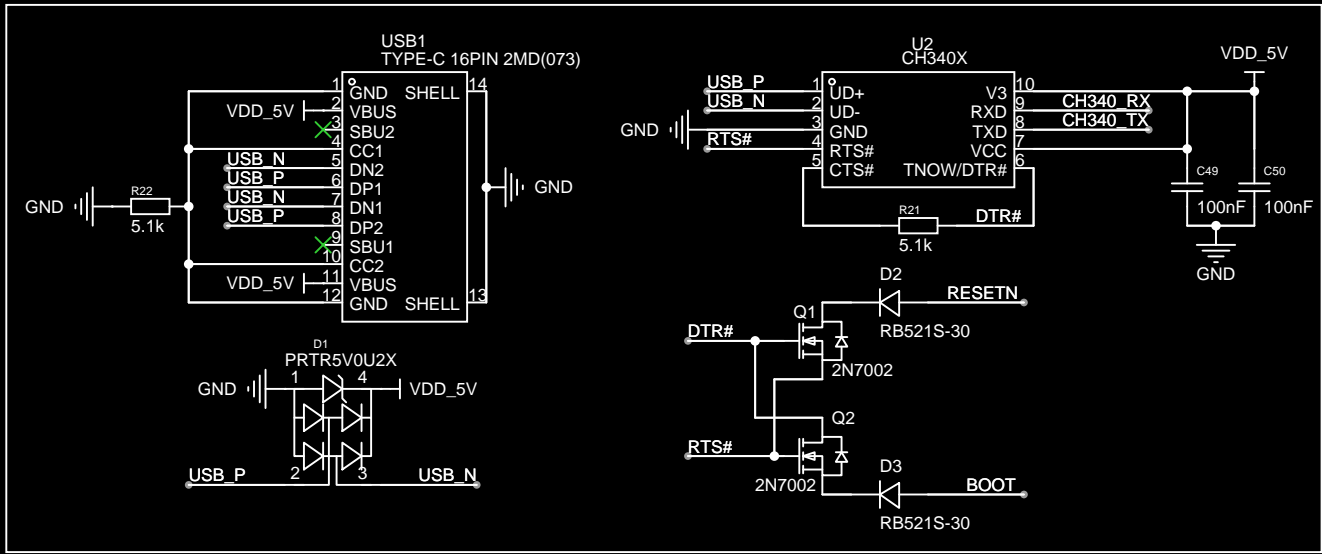 USB1
TYPE-C 16PIN 2MD(073)
1
GND
SHELL
14
VDD_5V
2
VBUS
3
SBU2
4
CC1
USB_N
5
DN2
USB_P
6
DP1
USB_N
7
DN1
USB_P
8
DP2
9
SBU1
10
CC2
VDD_5V
11
VBUS
12
GND
SHELL
13
GND
R22
5.1k
GND
D1
PRTR5V0U2X
GND
1
4
VDD_5V
USB_P
2
3
USB_N
U2
CH340X
USB_P
1
UD+
V3
10
USB_N
2
UD-
RXD
9
CH340_RX
GND
3
GND
TXD
8
CH340_TX
RTS#
4
RTS#
VCC
7
5
CTS#
TNOW/DTR#
6
R21
5.1k
DTR#
VDD_5V
C49
100nF
C50
100nF
GND
D2
RESETN
RB521S-30
Q1
DTR#
2N7002
Q2
RTS#
2N7002
D3
BOOT
RB521S-30